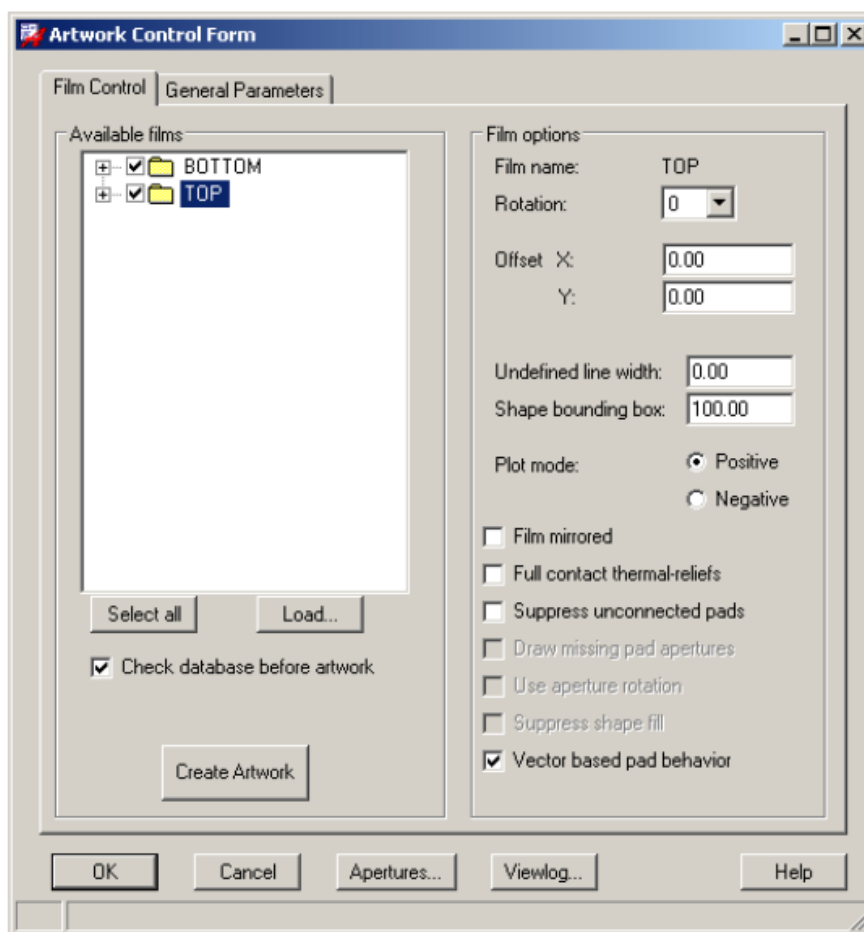 Artwork Control Form
Film Control General Parameters
Available films
BOTTOM
TOP
Select all Load...
Check database before artwork
Create Artwork
Film options
Film name: TOP
Rotation: 0
Offset X: 0.00
Y: 0.00
Undefined line width: 0.00
Shape bounding box: 100.00
Plot mode: Positive
Negative
Film mirrored
Full contact thermal-reliefs
Suppress unconnected pads
Draw missing pad apertures
Use aperture rotation
Suppress shape fill
Vector based pad behavior
OK Cancel Apertures... Viewlog... Help